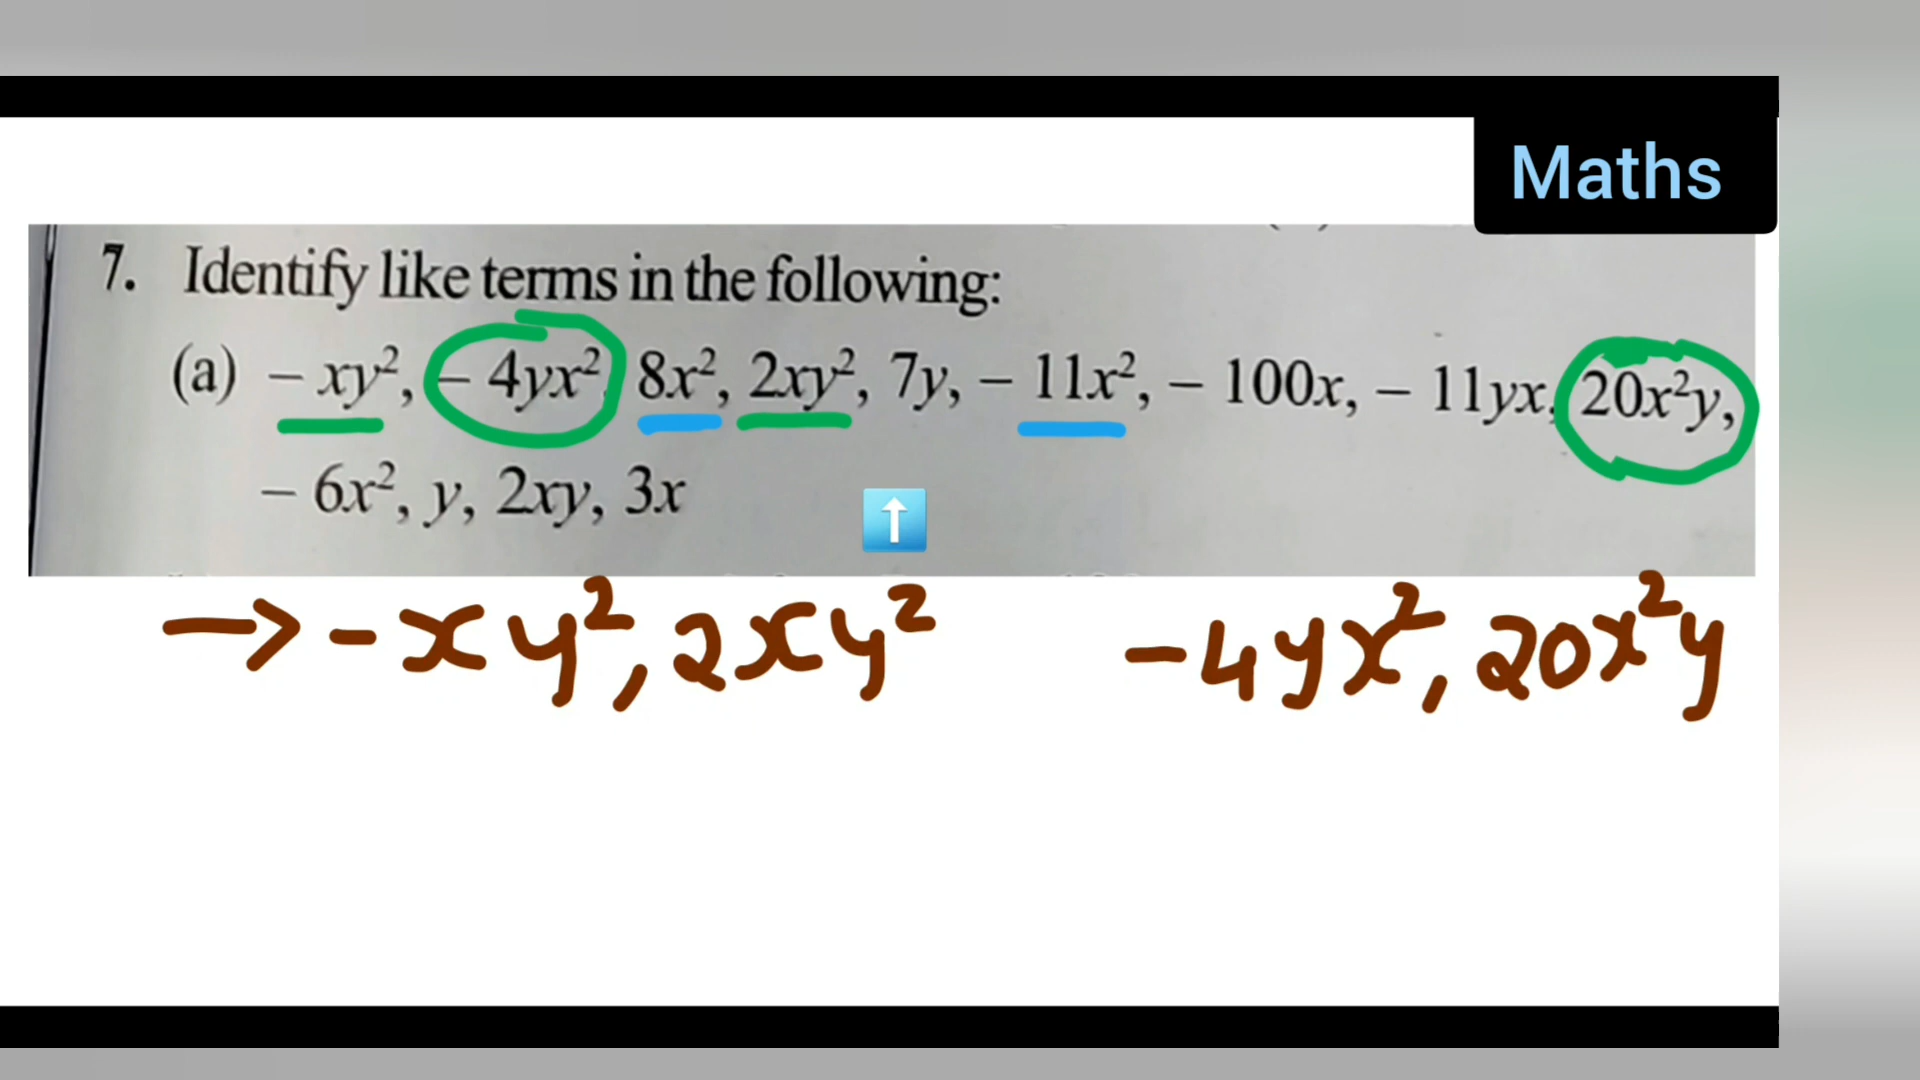 Maths
7. Identify like terms in the following:
(a) – xy², – 4yx², 8x², 2xy², 7y, – 11x², – 100x, – 11yx, 20x²y,
– 6x², y, 2xy, 3x
→ -xy², 2xy² -4yx², 20x²y